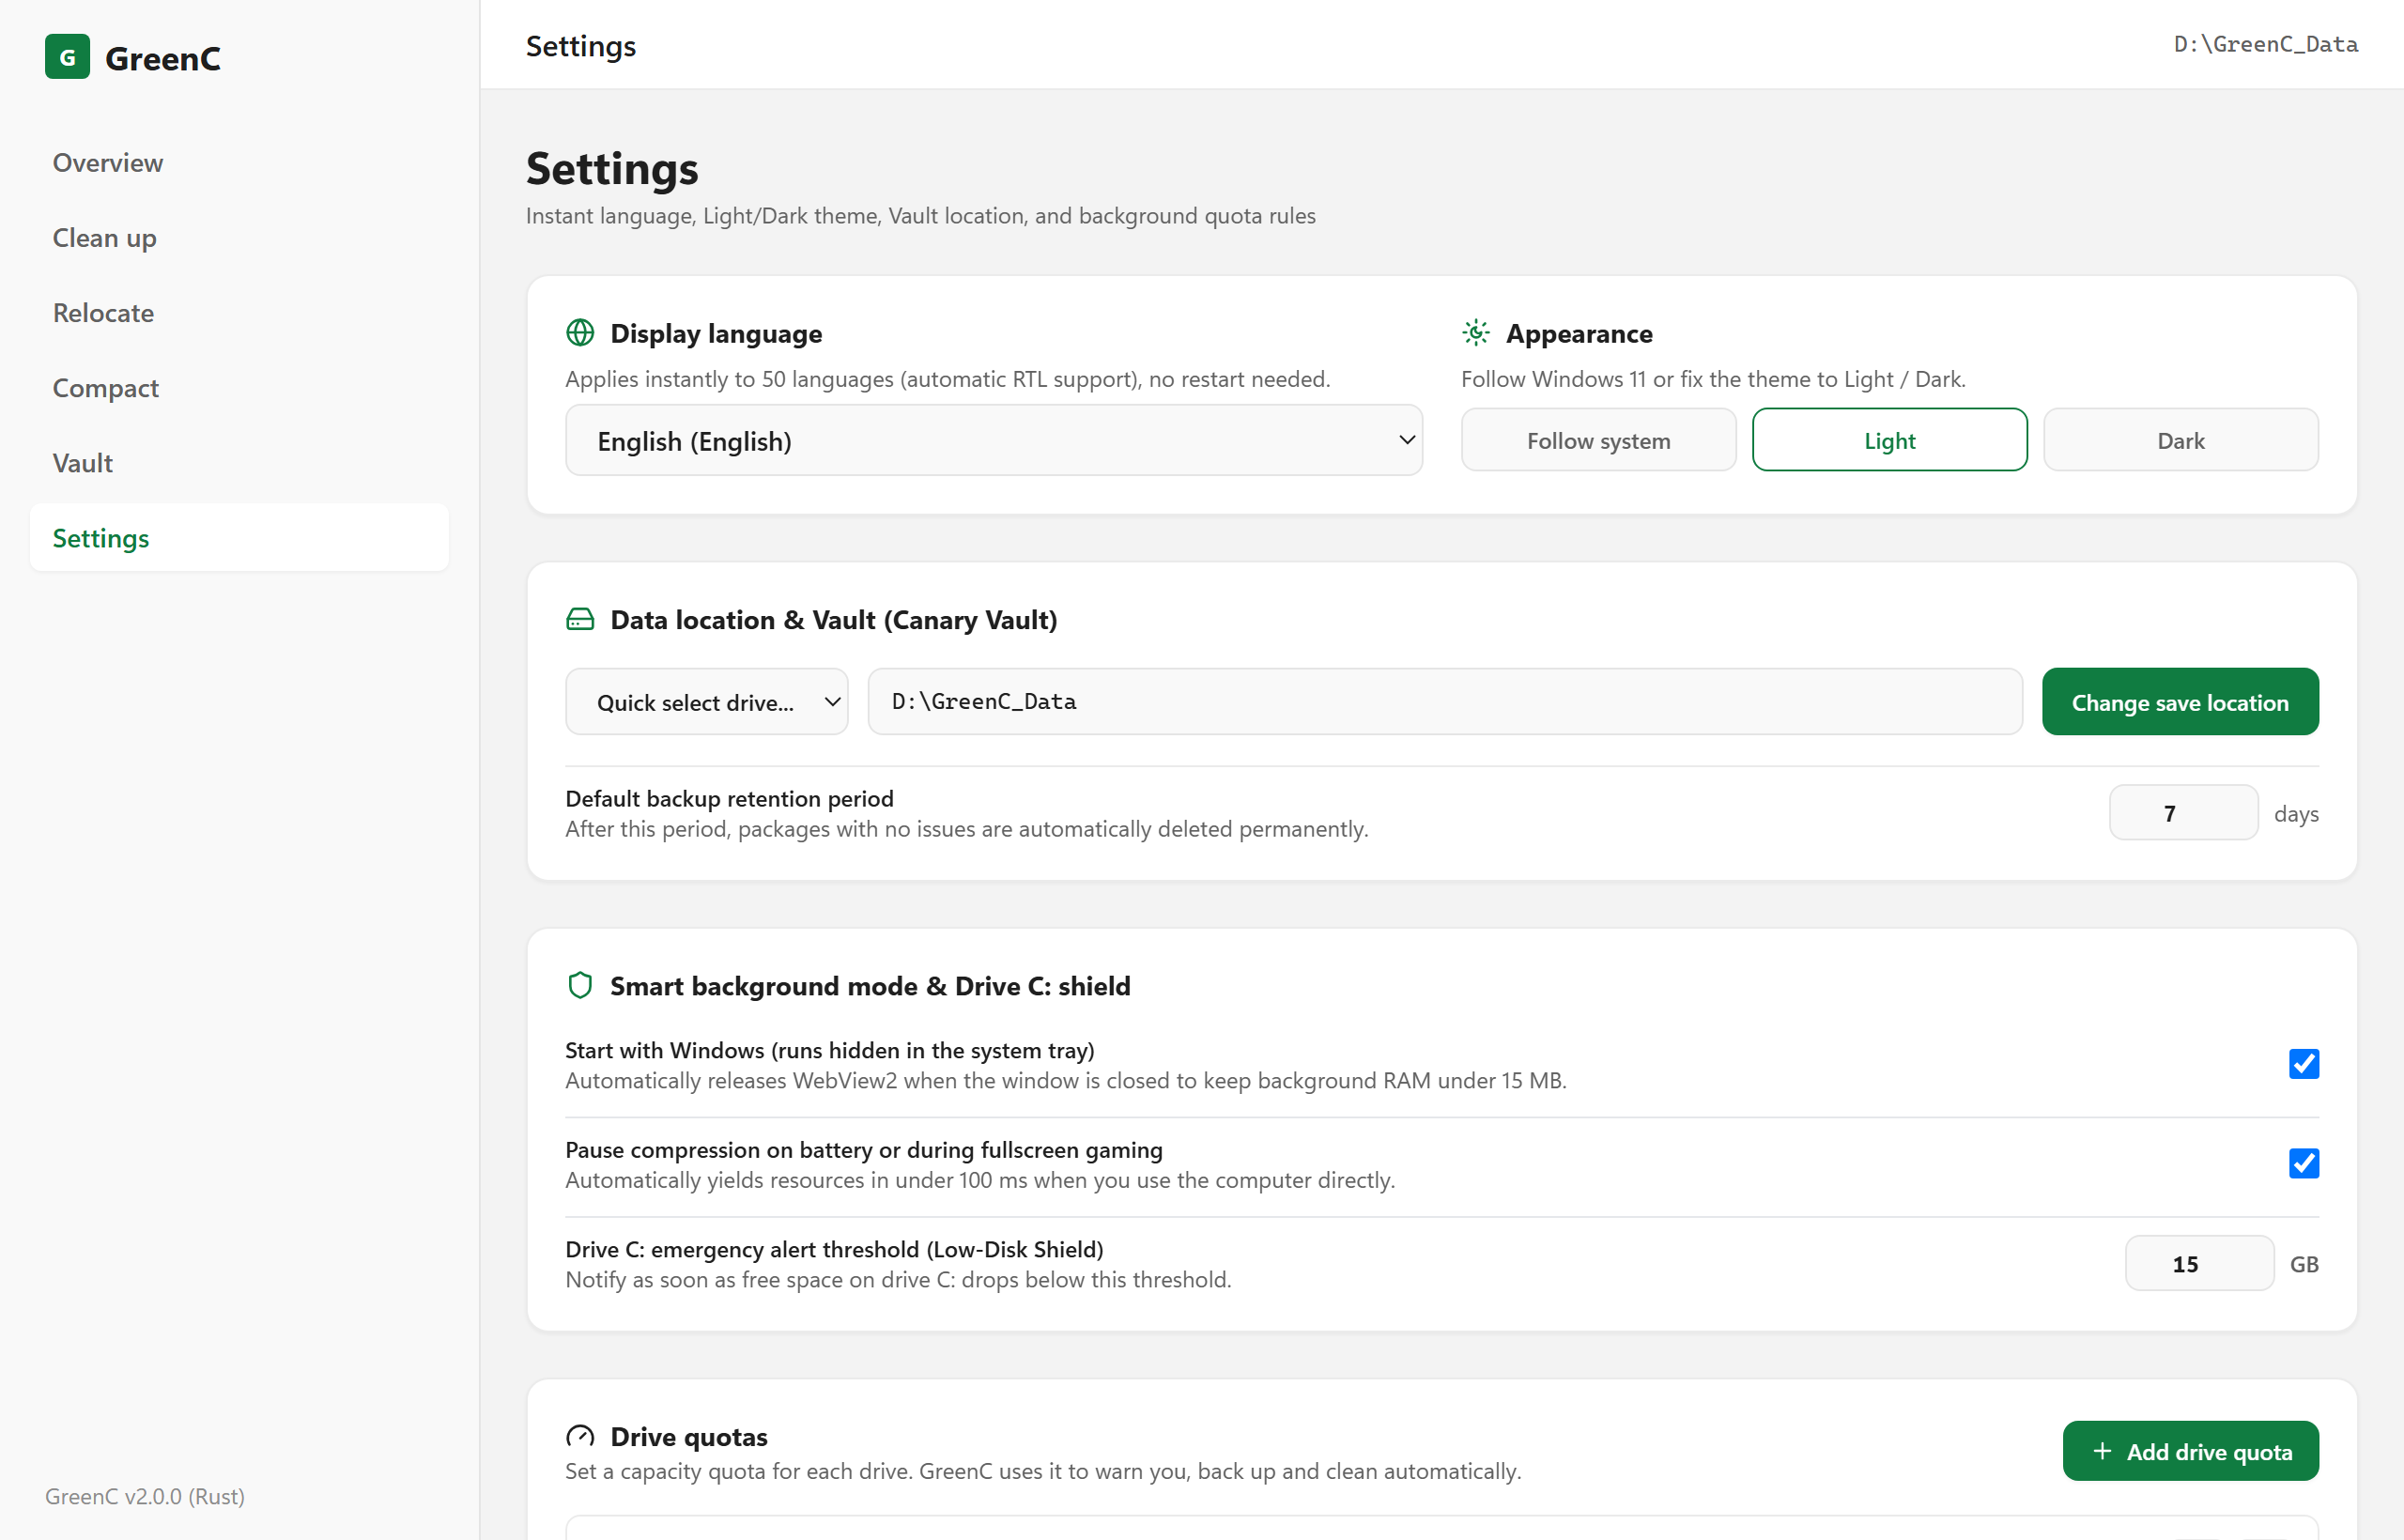 G GreenC
Overview
Clean up
Relocate
Compact
Vault
Settings
GreenC v2.0.0 (Rust)
Settings
D:\GreenC_Data
Settings
Instant language, Light/Dark theme, Vault location, and background quota rules
Display language
Applies instantly to 50 languages (automatic RTL support), no restart needed.
English (English)
Appearance
Follow Windows 11 or fix the theme to Light / Dark.
Follow system
Light
Dark
Data location & Vault (Canary Vault)
Quick select drive...
D:\GreenC_Data
Change save location
Default backup retention period
After this period, packages with no issues are automatically deleted permanently.
7 days
Smart background mode & Drive C: shield
Start with Windows (runs hidden in the system tray)
Automatically releases WebView2 when the window is closed to keep background RAM under 15 MB.
Pause compression on battery or during fullscreen gaming
Automatically yields resources in under 100 ms when you use the computer directly.
Drive C: emergency alert threshold (Low-Disk Shield)
Notify as soon as free space on drive C: drops below this threshold.
15 GB
Drive quotas
Set a capacity quota for each drive. GreenC uses it to warn you, back up and clean automatically.
+ Add drive quota